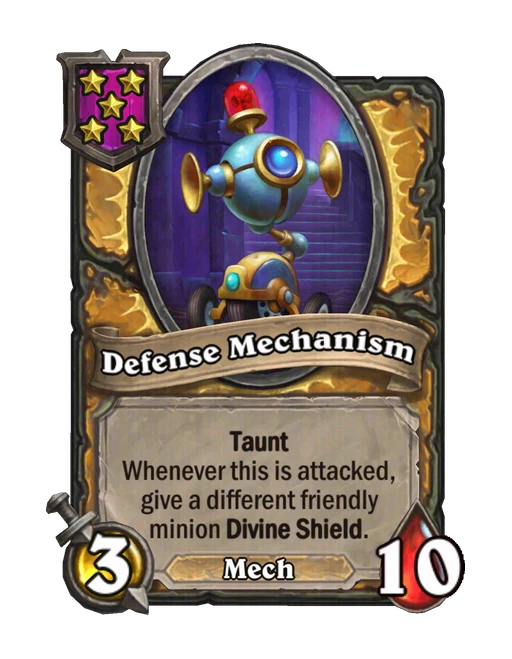 Defense Mechanism
Taunt
Whenever this is attacked,
give a different friendly
minion Divine Shield.
3
Mech
10